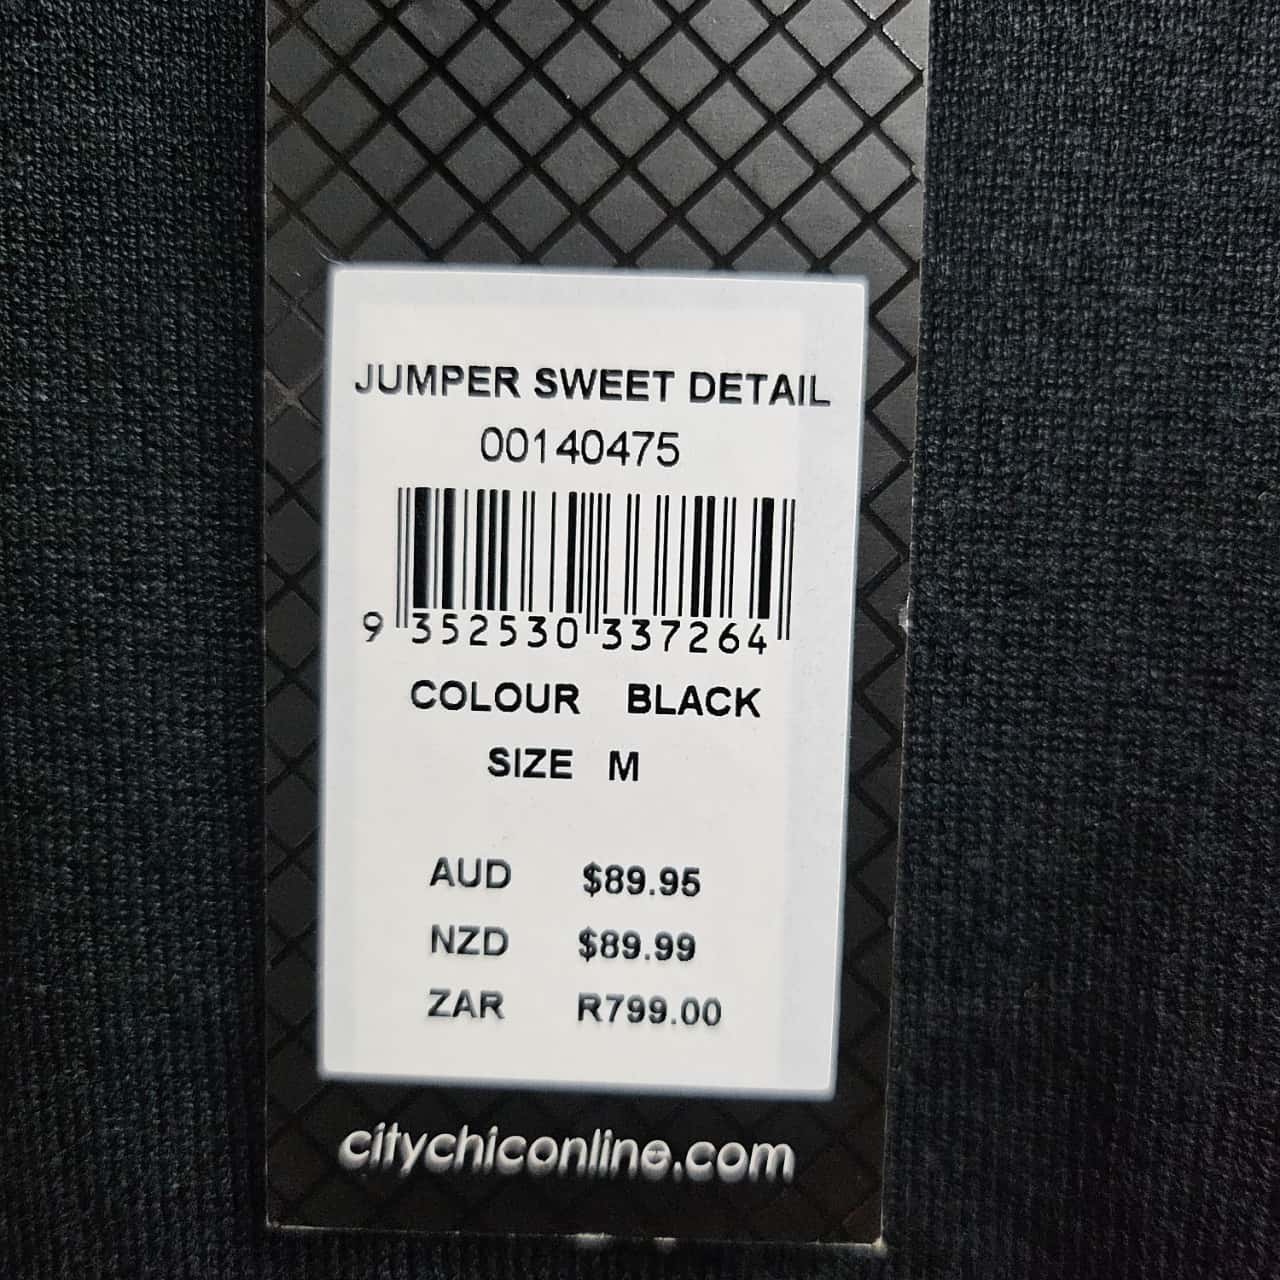 JUMPER SWEET DETAIL
00140475
9 352530 337264
COLOUR BLACK
SIZE M
AUD $89.95
NZD $89.99
ZAR R799.00
citychiconline.com